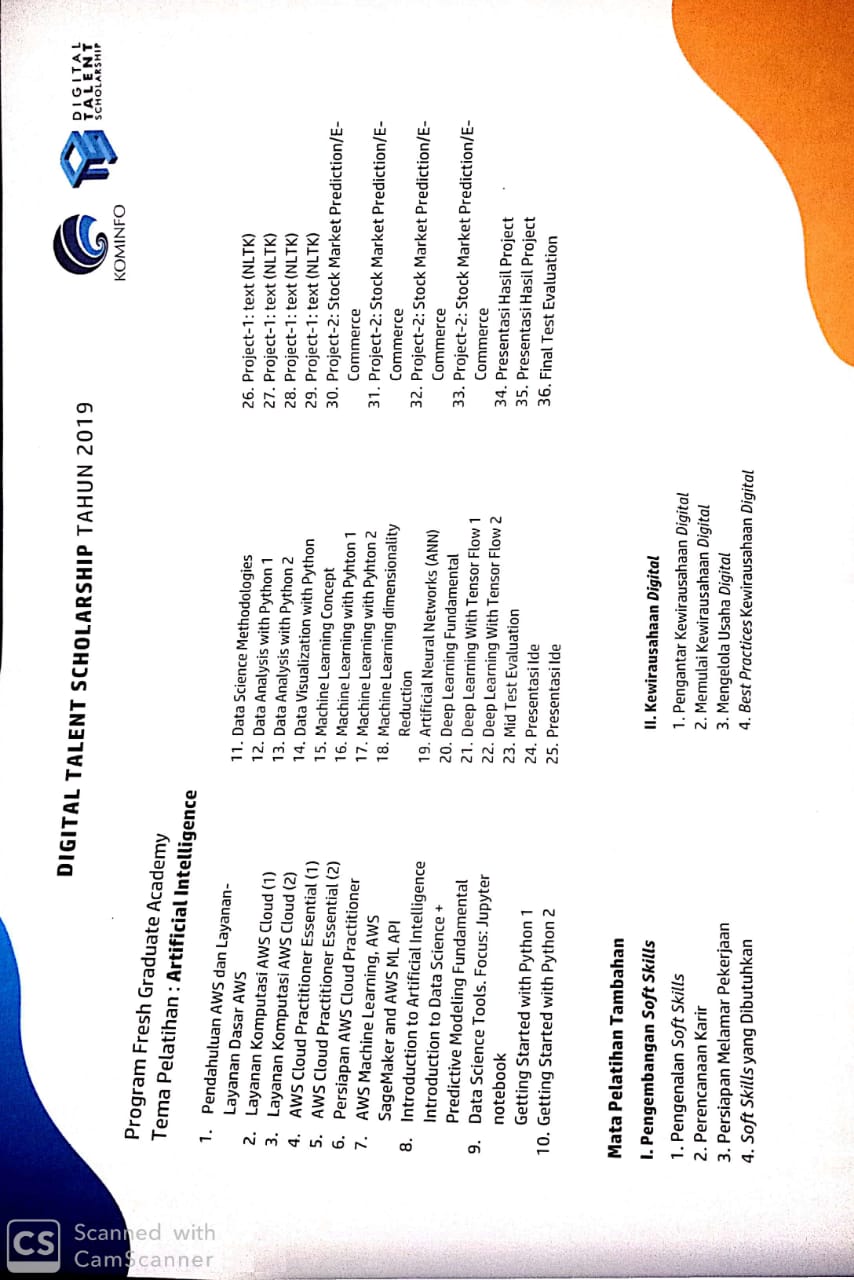 CS
Scanned with
CamScanner
DIGITAL TALENT SCHOLARSHIP TAHUN 2019
KOMINFO
DIGITAL
TALENT
SCHOLARSHIP
Program Fresh Graduate Academy
Tema Pelatihan : Artificial Intelligence
1. Pendahuluan AWS dan Layanan-
Layanan Dasar AWS
2. Layanan Komputasi AWS Cloud (1)
3. Layanan Komputasi AWS Cloud (2)
4. AWS Cloud Practitioner Essential (1)
5. AWS Cloud Practitioner Essential (2)
6. Persiapan AWS Cloud Practitioner
7. AWS Machine Learning, AWS
SageMaker and AWS ML API
8. Introduction to Artificial Intelligence
Introduction to Data Science +
Predictive Modeling Fundamental
9. Data Science Tools. Focus: Jupyter
notebook
Getting Started with Python 1
10. Getting Started with Python 2
11. Data Science Methodologies
12. Data Analysis with Python 1
13. Data Analysis with Python 2
14. Data Visualization with Python
15. Machine Learning Concept
16. Machine Learning with Pyhton 1
17. Machine Learning with Pyhton 2
18. Machine Learning dimensionality
Reduction
19. Artificial Neural Networks (ANN)
20. Deep Learning Fundamental
21. Deep Learning With Tensor Flow 1
22. Deep Learning With Tensor Flow 2
23. Mid Test Evaluation
24. Presentasi Ide
25. Presentasi Ide
26. Project-1: text (NLTK)
27. Project-1: text (NLTK)
28. Project-1: text (NLTK)
29. Project-1: text (NLTK)
30. Project-2: Stock Market Prediction/E-
Commerce
31. Project-2: Stock Market Prediction/E-
Commerce
32. Project-2: Stock Market Prediction/E-
Commerce
33. Project-2: Stock Market Prediction/E-
Commerce
34. Presentasi Hasil Project
35. Presentasi Hasil Project
36. Final Test Evaluation
Mata Pelatihan Tambahan
I. Pengembangan Soft Skills
1. Pengenalan Soft Skills
2. Perencanaan Karir
3. Persiapan Melamar Pekerjaan
4. Soft Skills yang Dibutuhkan
II. Kewirausahaan Digital
1. Pengantar Kewirausahaan Digital
2. Memulai Kewirausahaan Digital
3. Mengelola Usaha Digital
4. Best Practices Kewirausahaan Digital